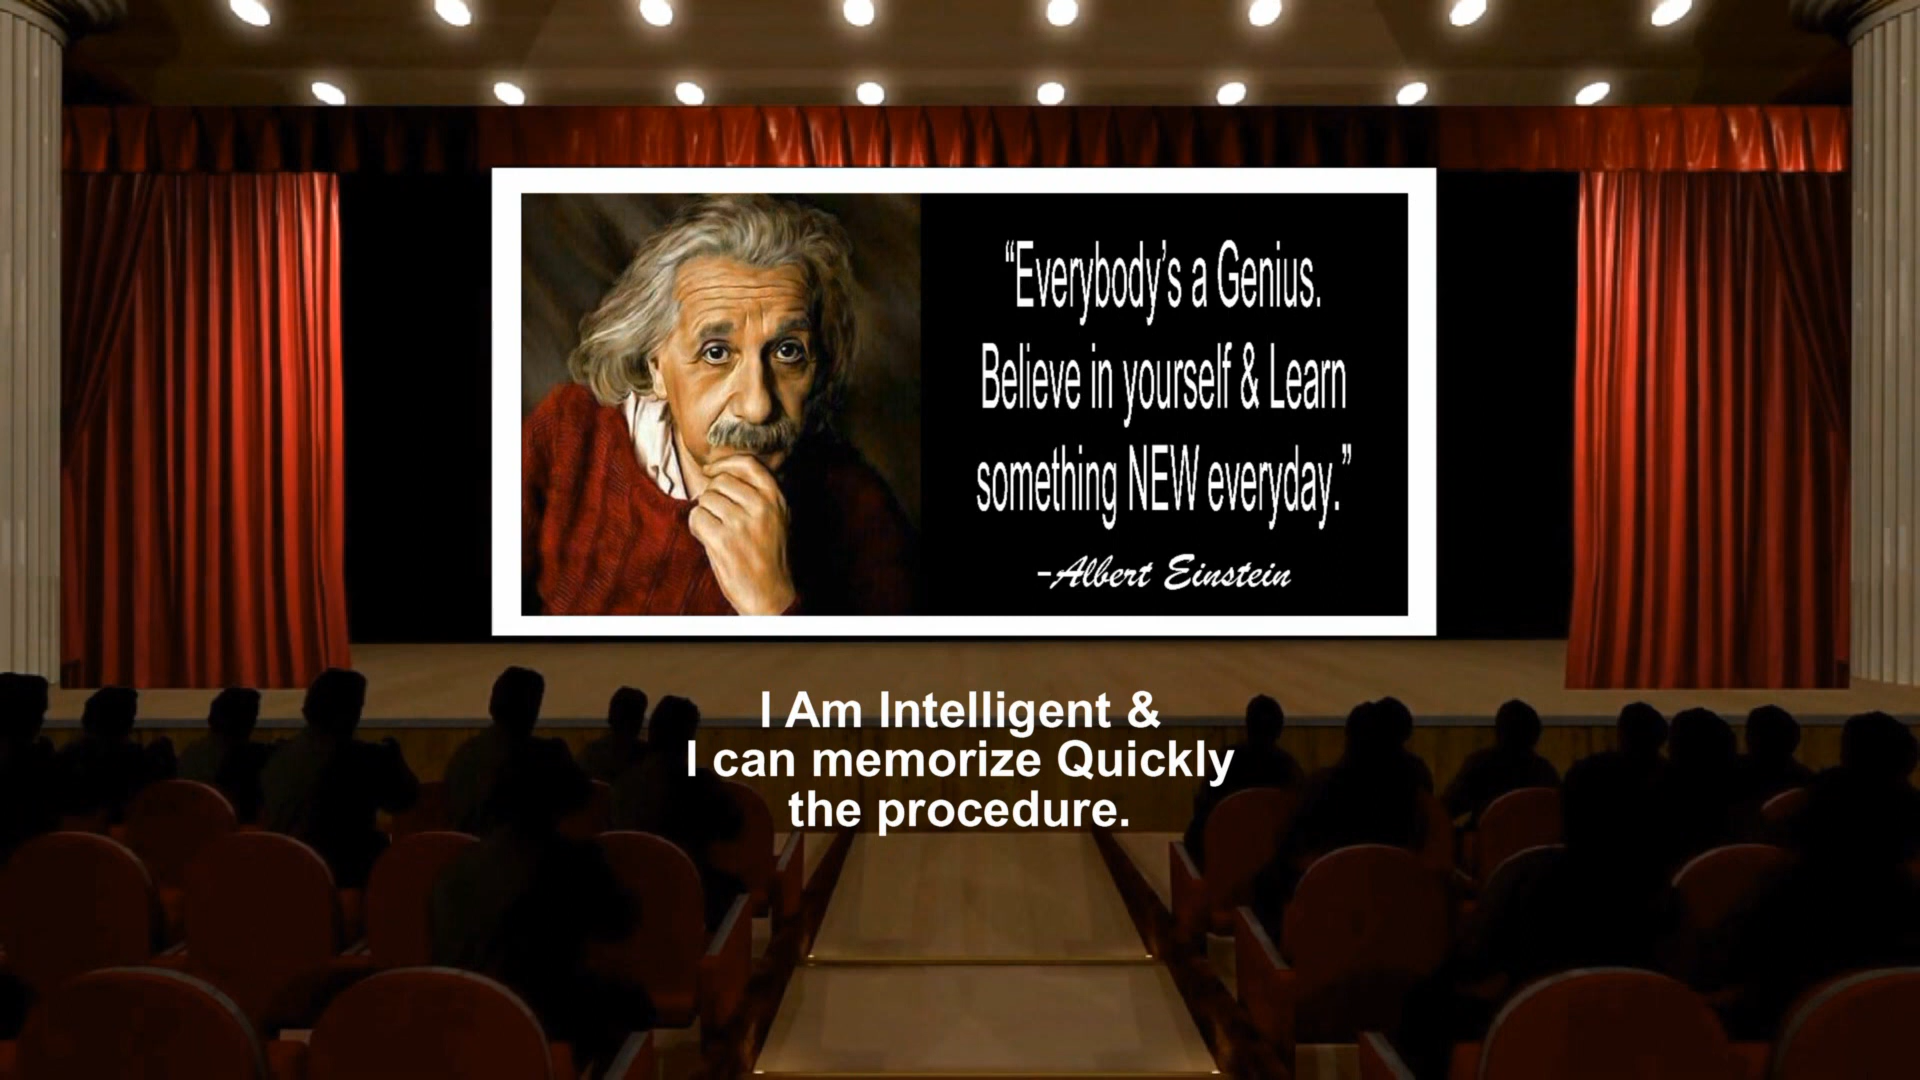 “Everybody’s a Genius.
Believe in yourself & Learn
something NEW everyday.”
-Albert Einstein
I Am Intelligent &
I can memorize Quickly
the procedure.